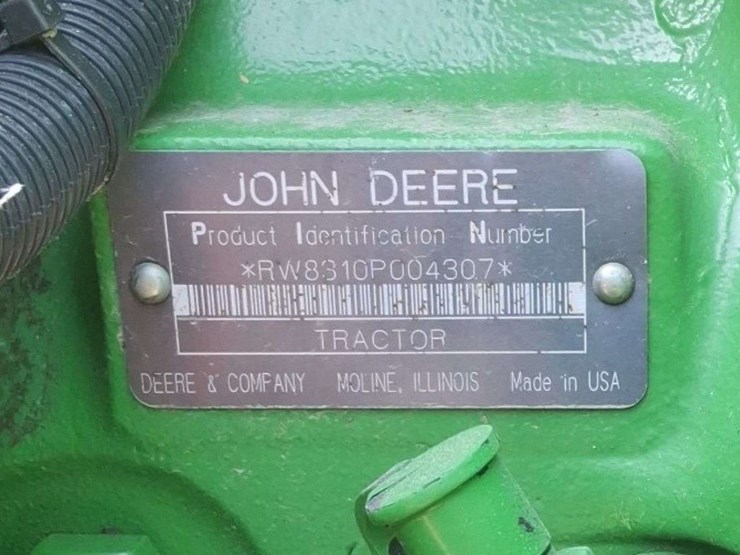 JOHN DEERE
Product Identification Number
*RW8310P004307*
TRACTOR
DEERE & COMPANY MOLINE, ILLINOIS Made in USA